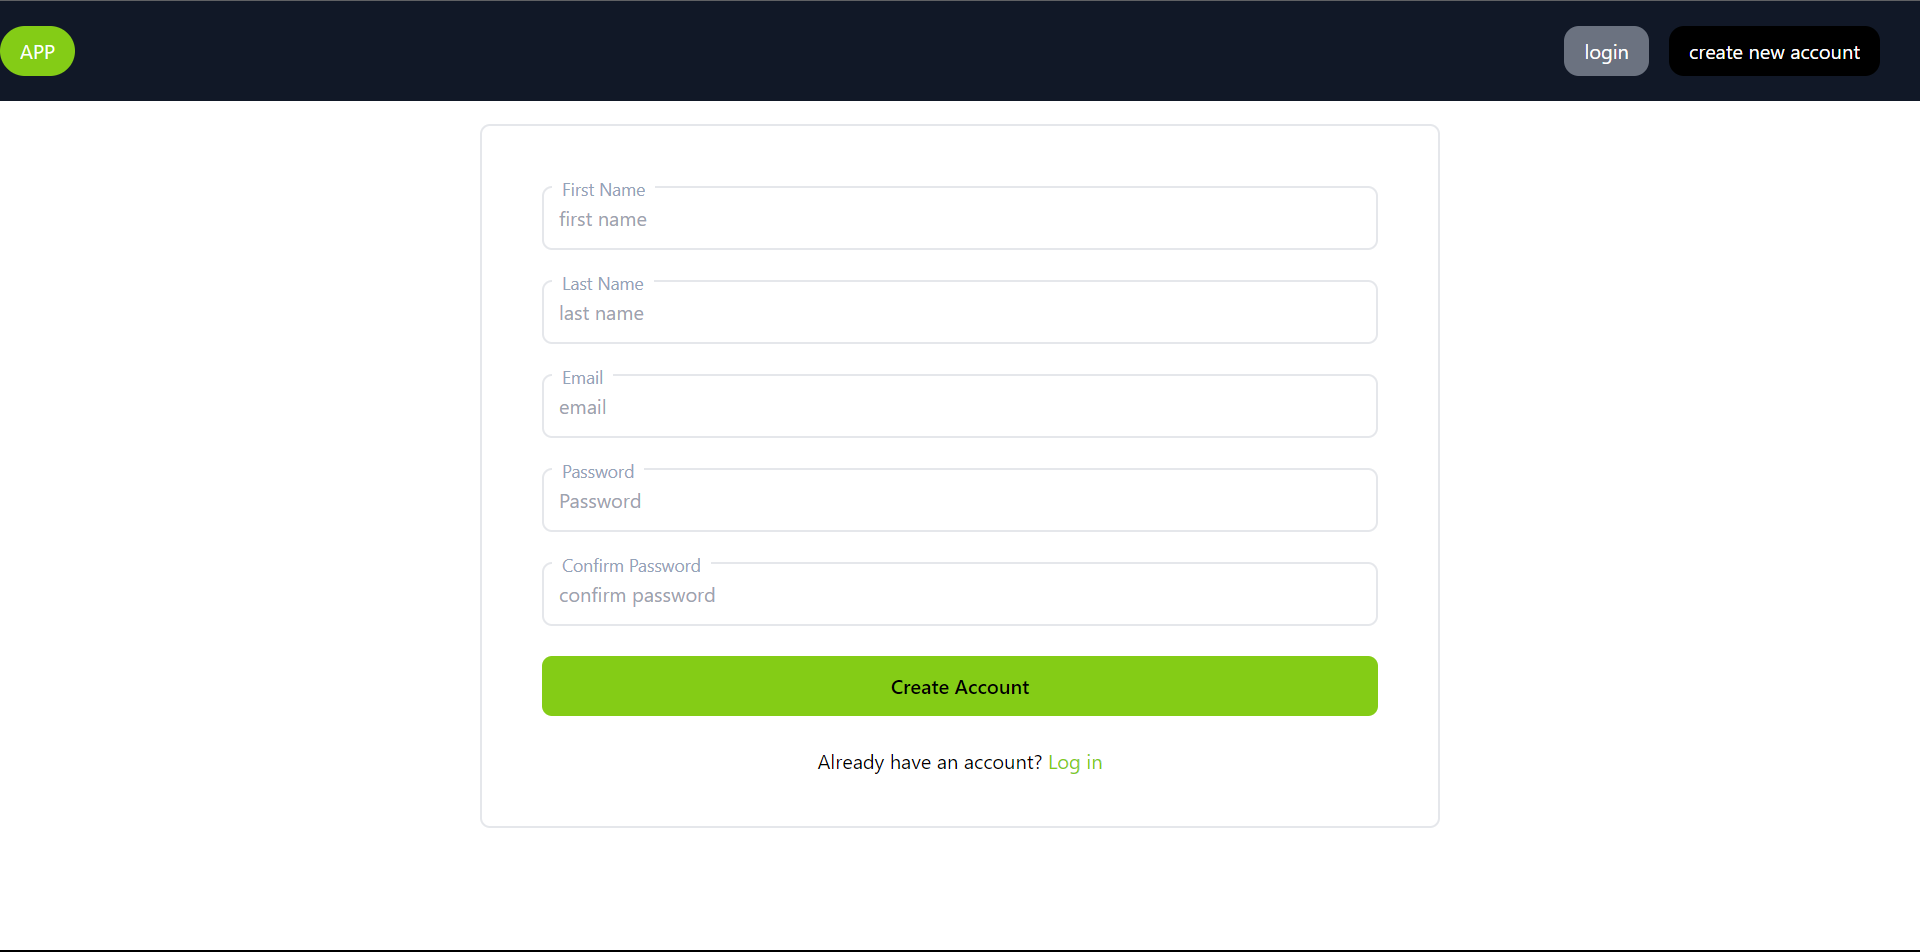 APP
login
create new account
First Name
first name
Last Name
last name
Email
email
Password
Password
Confirm Password
confirm password
Create Account
Already have an account? Log in